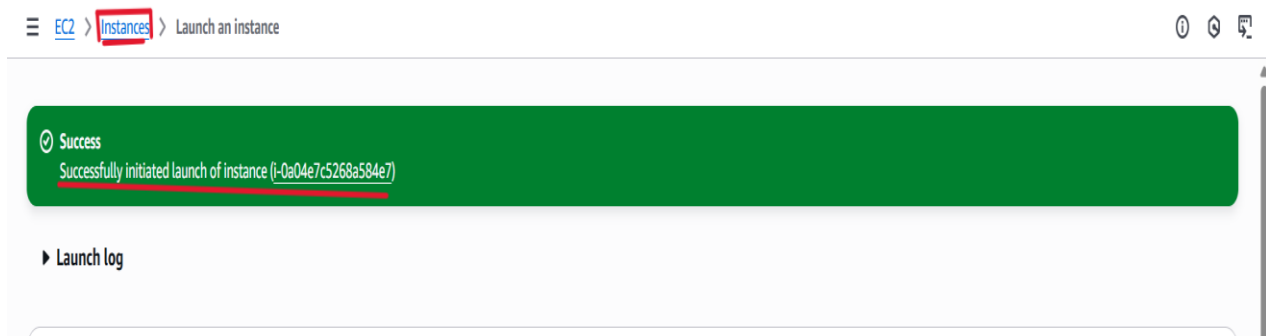 EC2 > Instances > Launch an instance
Success
Successfully initiated launch of instance (i-0a04e7c5268a584e7)
Launch log